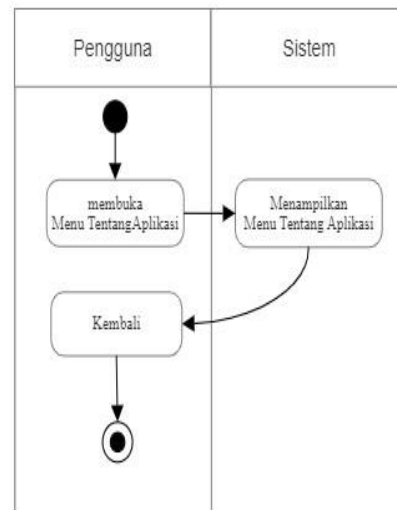 Pengguna
Sistem
membuka
Menu TentangAplikasi
Menampilkan
Menu Tentang Aplikasi
Kembali